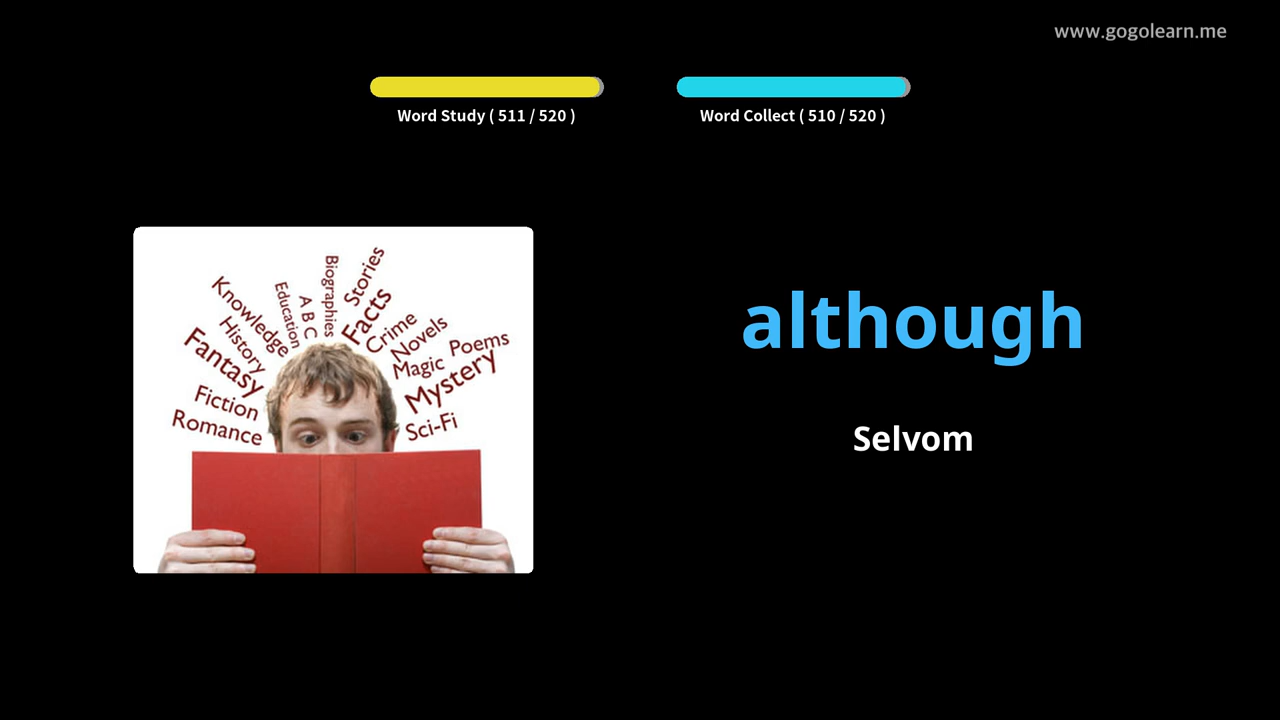 www.gogolearn.me
Word Study ( 511 / 520 )
Word Collect ( 510 / 520 )
Knowledge
Education
A B C
Biographies
Stories
Facts
History
Crime
Novels
Fantasy
Magic
Poems
Fiction
Mystery
Romance
Sci-Fi
although
Selvom